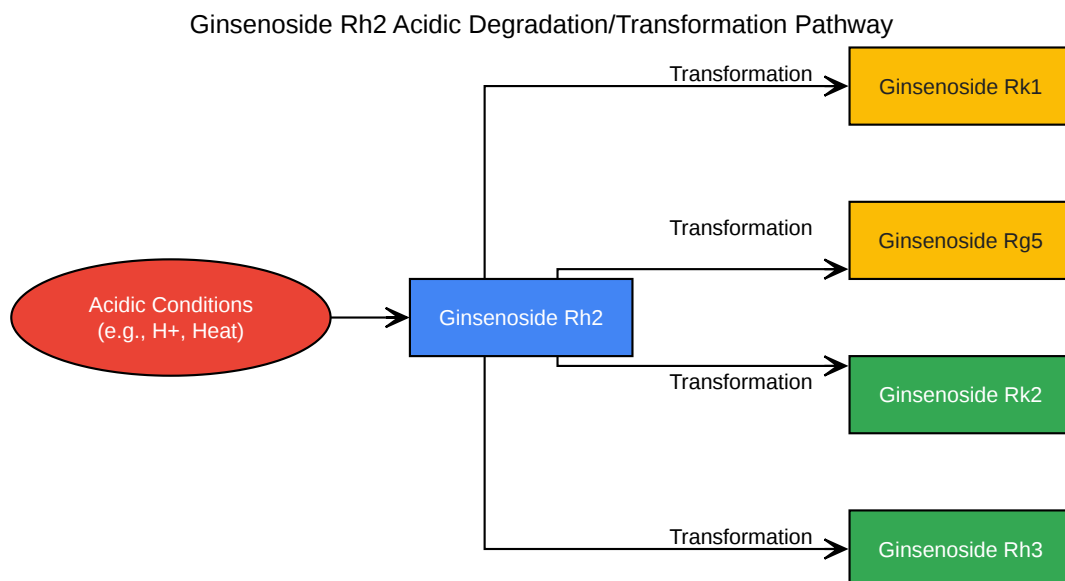 Ginsenoside Rh2 Acidic Degradation/Transformation Pathway
Transformation
Ginsenoside Rk1
Transformation
Ginsenoside Rg5
Acidic Conditions
(e.g., H+, Heat)
Ginsenoside Rh2
Transformation
Ginsenoside Rk2
Transformation
Ginsenoside Rh3